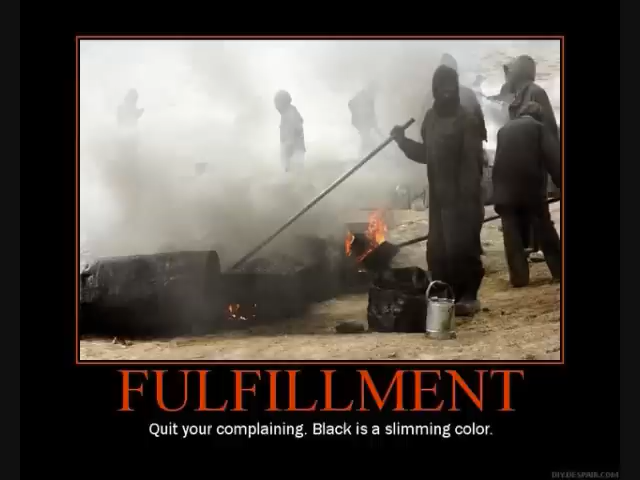 FULFILLMENT
Quit your complaining. Black is a slimming color.
DIY.DESPAIR.COM